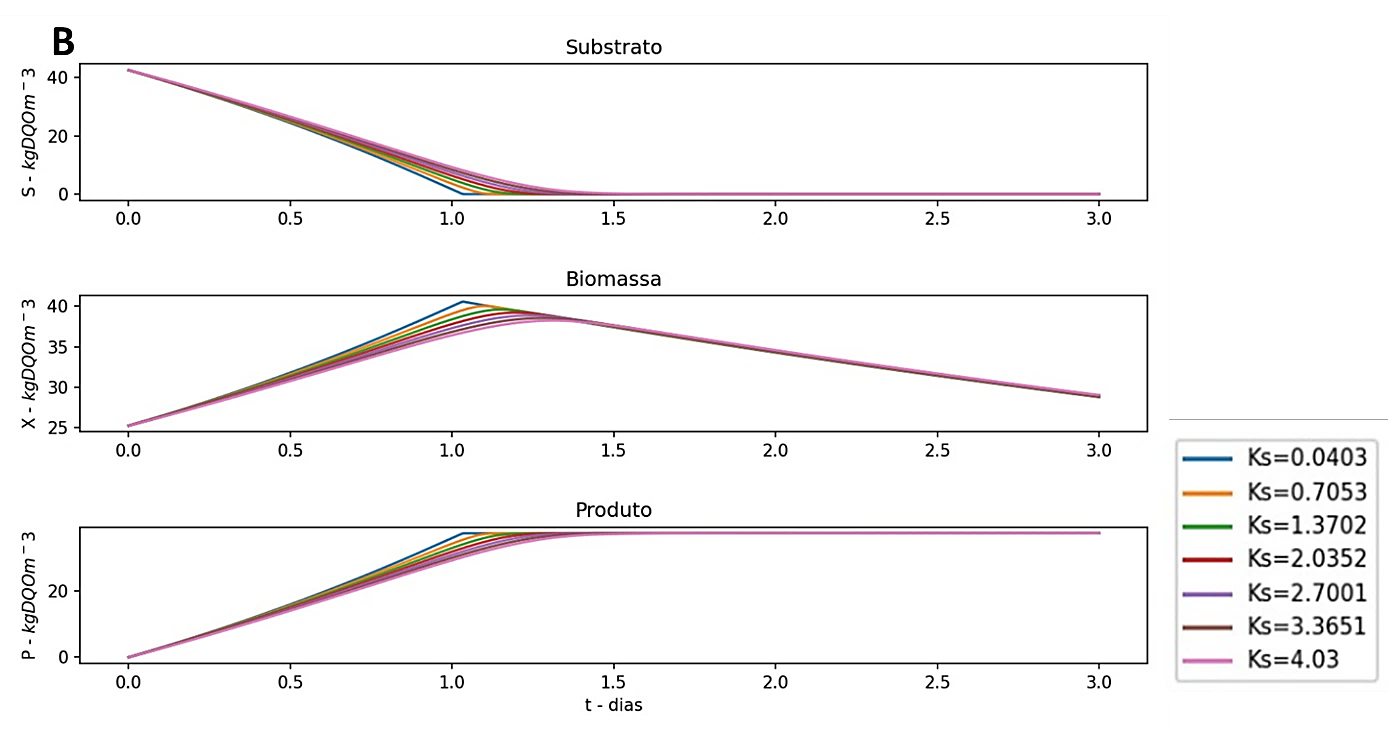 B
Substrato
S - kgDQOm⁻3
40
20
0
0.0 0.5 1.0 1.5 2.0 2.5 3.0
Biomassa
X - kgDQOm⁻3
40
35
30
25
0.0 0.5 1.0 1.5 2.0 2.5 3.0
Produto
P - kgDQOm⁻3
20
0
0.0 0.5 1.0 1.5 2.0 2.5 3.0
t - dias
Ks=0.0403
Ks=0.7053
Ks=1.3702
Ks=2.0352
Ks=2.7001
Ks=3.3651
Ks=4.03